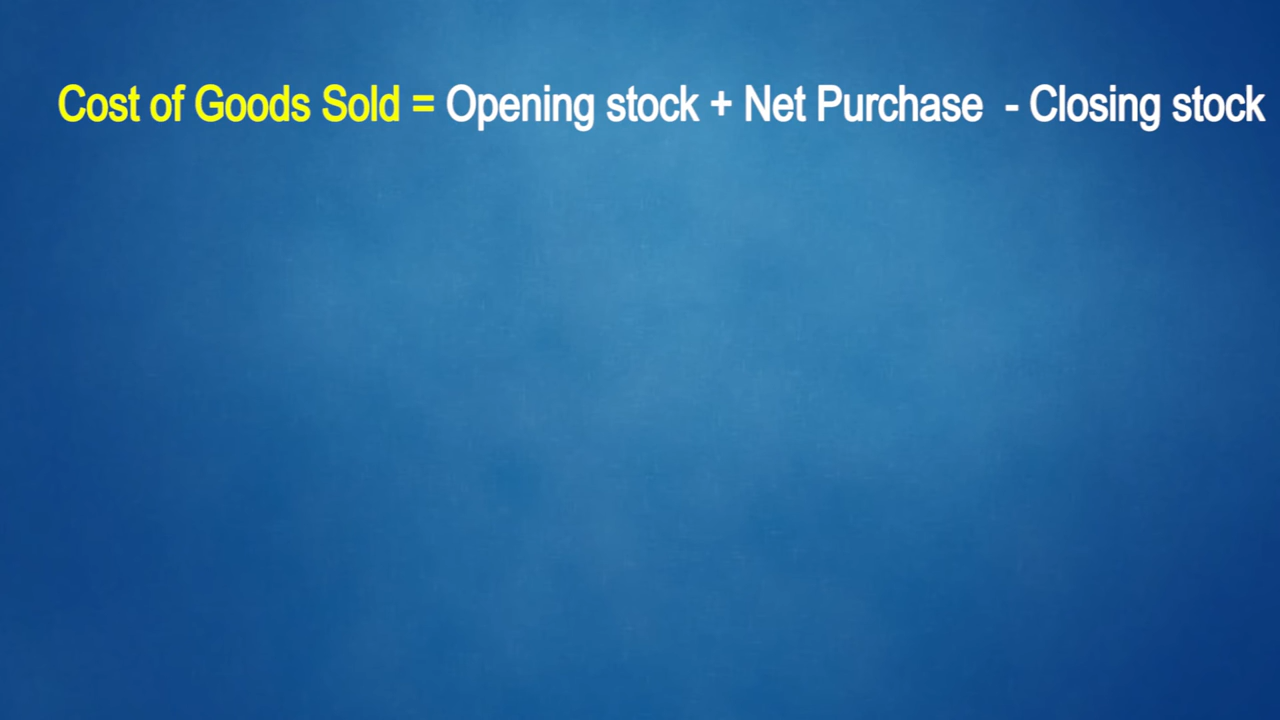 Cost of Goods Sold = Opening stock + Net Purchase - Closing stock